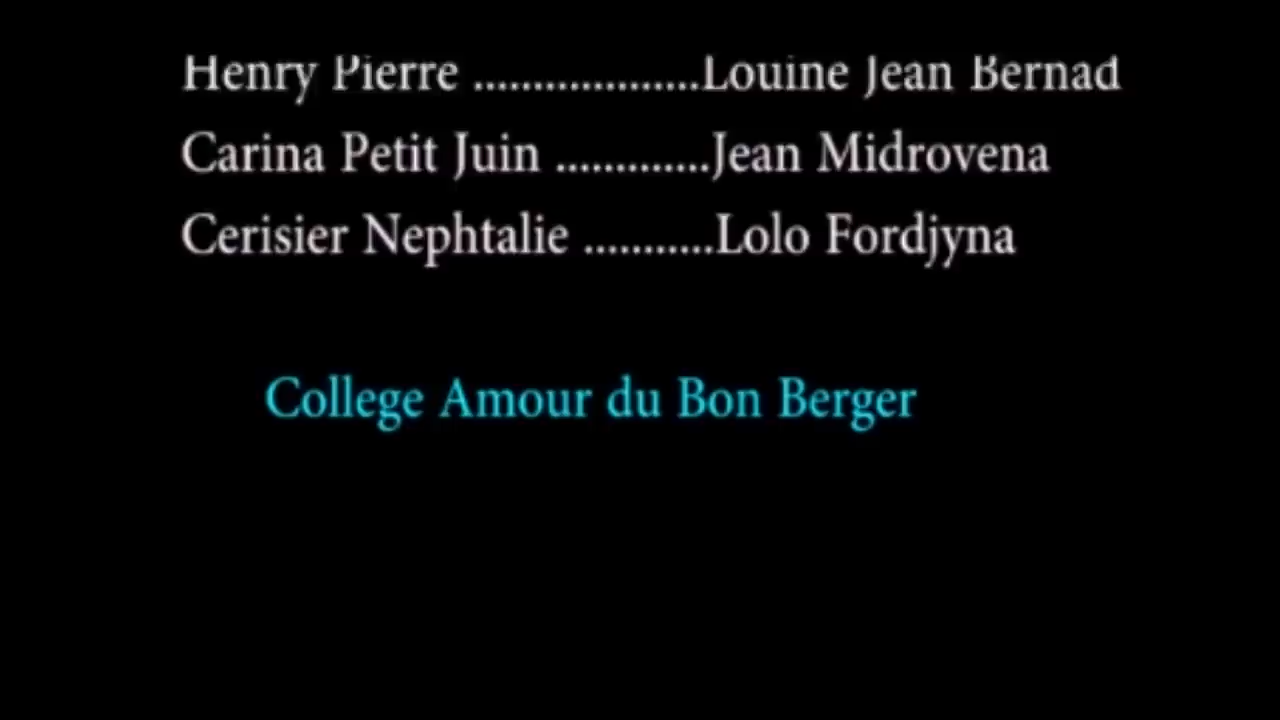 Henry Pierre ...................Louine Jean Bernad
Carina Petit Juin .............Jean Midrovena
Cerisier Nephtalie ...........Lolo Fordjyna
College Amour du Bon Berger